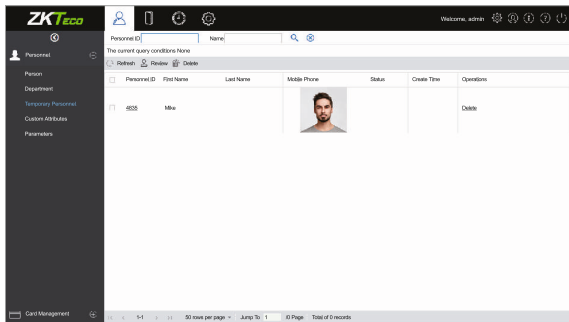 ZKTECO
Welcome, admin
Personnel ID
Name
The current query conditions None
Refresh Review Delete
Personnel
Person
Department
Temporary Personnel
Custom Attributes
Parameters
Personnel ID First Name Last Name Mobile Phone Status Create Time Operations
4635 Mike Delete
Card Management
1-1 50 rows per page Jump To 1 /0 Page Total of 0 records